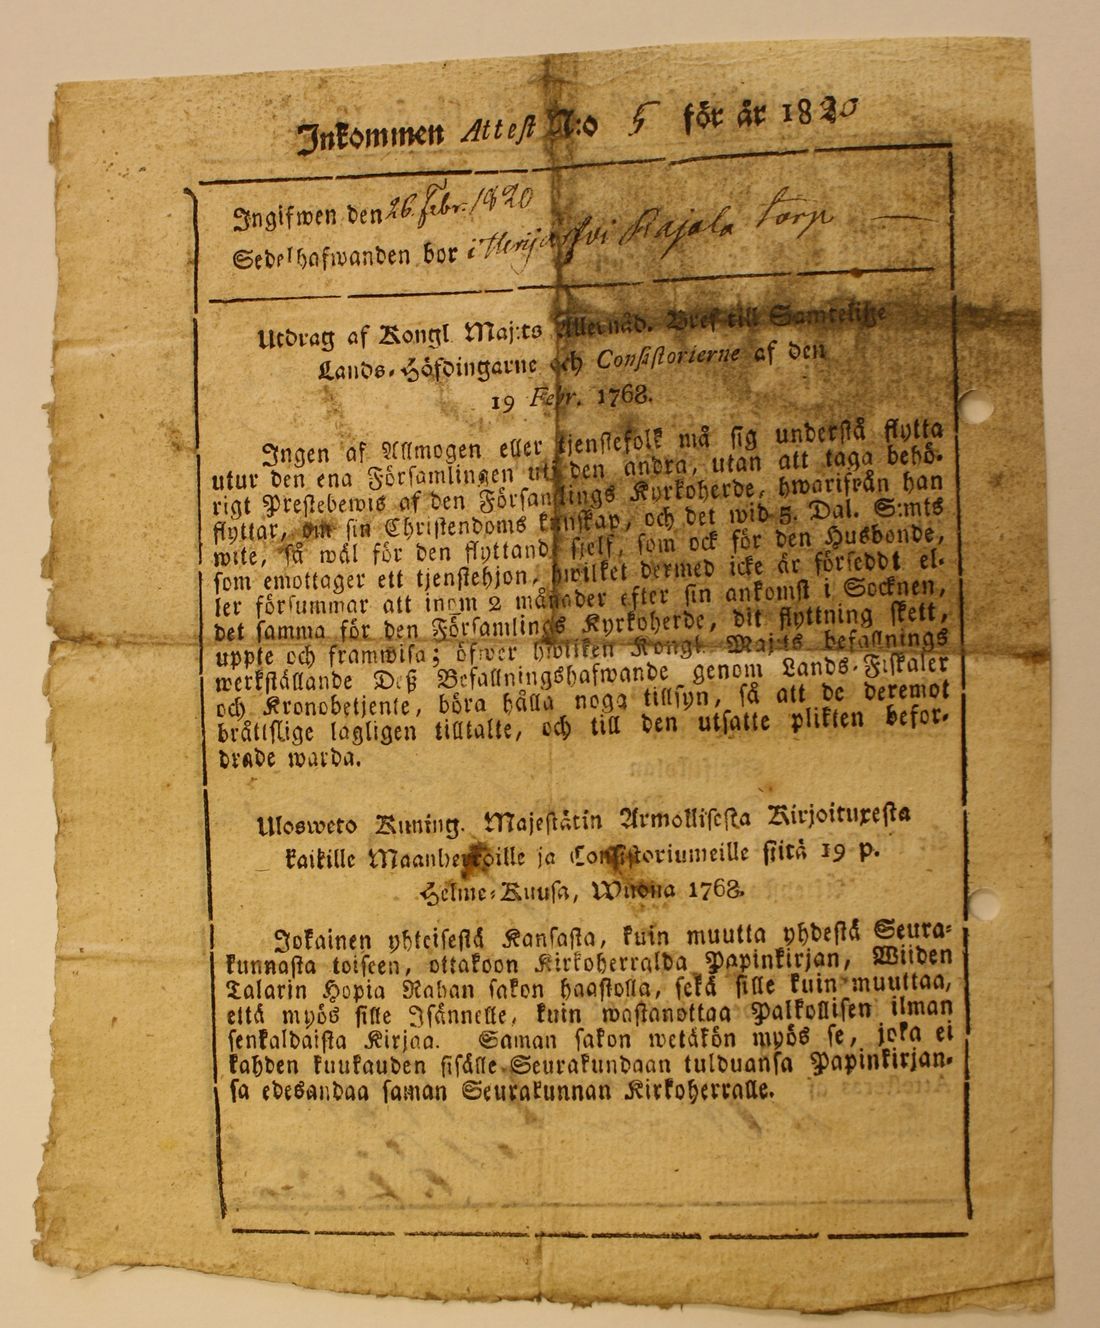 Inkommen Attest N:o 5 för år 1820
Ingifwen den 26 Febr. 1820
Sedelhafwanden bor i Rajala Torp
Utdrag af Kongl. Maj:ts Allernåd. Bref till Samtelige
Lands-Höfdingarne och Consistorierne af den
19 Febr. 1768.
Ingen af Allmogen eller tjenstefolk må sig understå flytta
utur den ena Församlingen uti den andra, utan att taga behö-
rigt Prestebewis af den Församlings Kyrkoherde, hwarifrån han
flyttar, om sin Christendoms kunskap, och det wid 5. Dal. S:mts
wite, så wäl för den flyttande sjelf, som ock för den Husbonde,
som emottager ett tjenstehjon, hwilket dermed icke är försedt el-
ler försummar att inom 2 månader efter sin ankomst i Socknen,
det samma för den Församlings Kyrkoherde, dit flyttning skett,
uppte och framwisa; öfwer hwilken Kongl. Maj:ts befallnings
werkställande Deß Befallningshafwande genom Lands-Fiskaler
och Kronobetjente, böra hålla noga tillsyn, så att de deremot
bråttslige lagligen tilltalte, och till den utsatte plikten befor-
drade warda.
Ulosweto Kuning. Majestätin Armollisesta Kirjoituxesta
kaikille Maanherroille ja Consistoriumeille siitä 19 p.
Helme-Kuusa, Wuona 1768.
Jokainen yhteisestä Kansasta, kuin muutta yhdestä Seura-
kunnasta toiseen, ottakoon Kirkoherralda Papinkirjan, Wiiden
Talarin Hopia Rahan sakon haastolla, sekä sille kuin muuttaa,
että myös sille Isännelle, kuin wastanottaa Palkollisen ilman
senkaldaista Kirjaa. Saman sakon wetäkön myös se, joka ei
kahden kuukauden sisälle Seurakundaan tulduansa Papinkirjan-
sa edesandaa saman Seurakunnan Kirkoherralle.